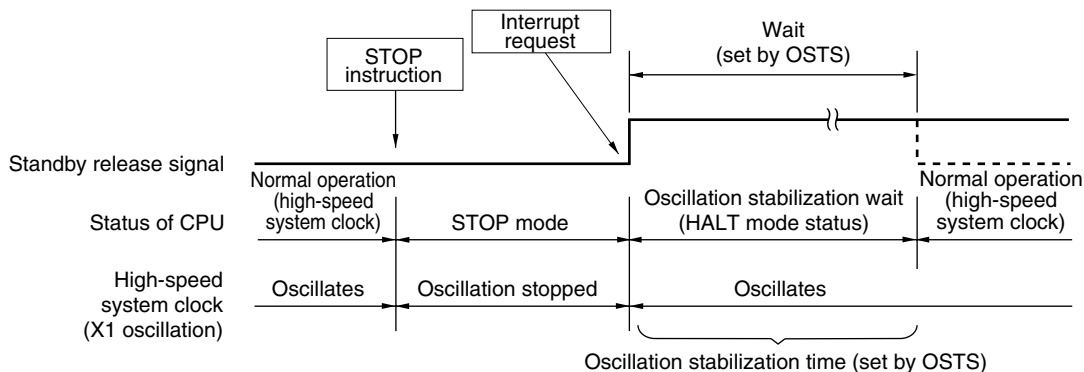 Interrupt
request
STOP
instruction
Wait
(set by OSTS)
Standby release signal
Status of CPU
Normal operation
(high-speed
system clock)
STOP mode
Oscillation stabilization wait
(HALT mode status)
Normal operation
(high-speed
system clock)
High-speed
system clock
(X1 oscillation)
Oscillates
Oscillation stopped
Oscillates
Oscillation stabilization time (set by OSTS)